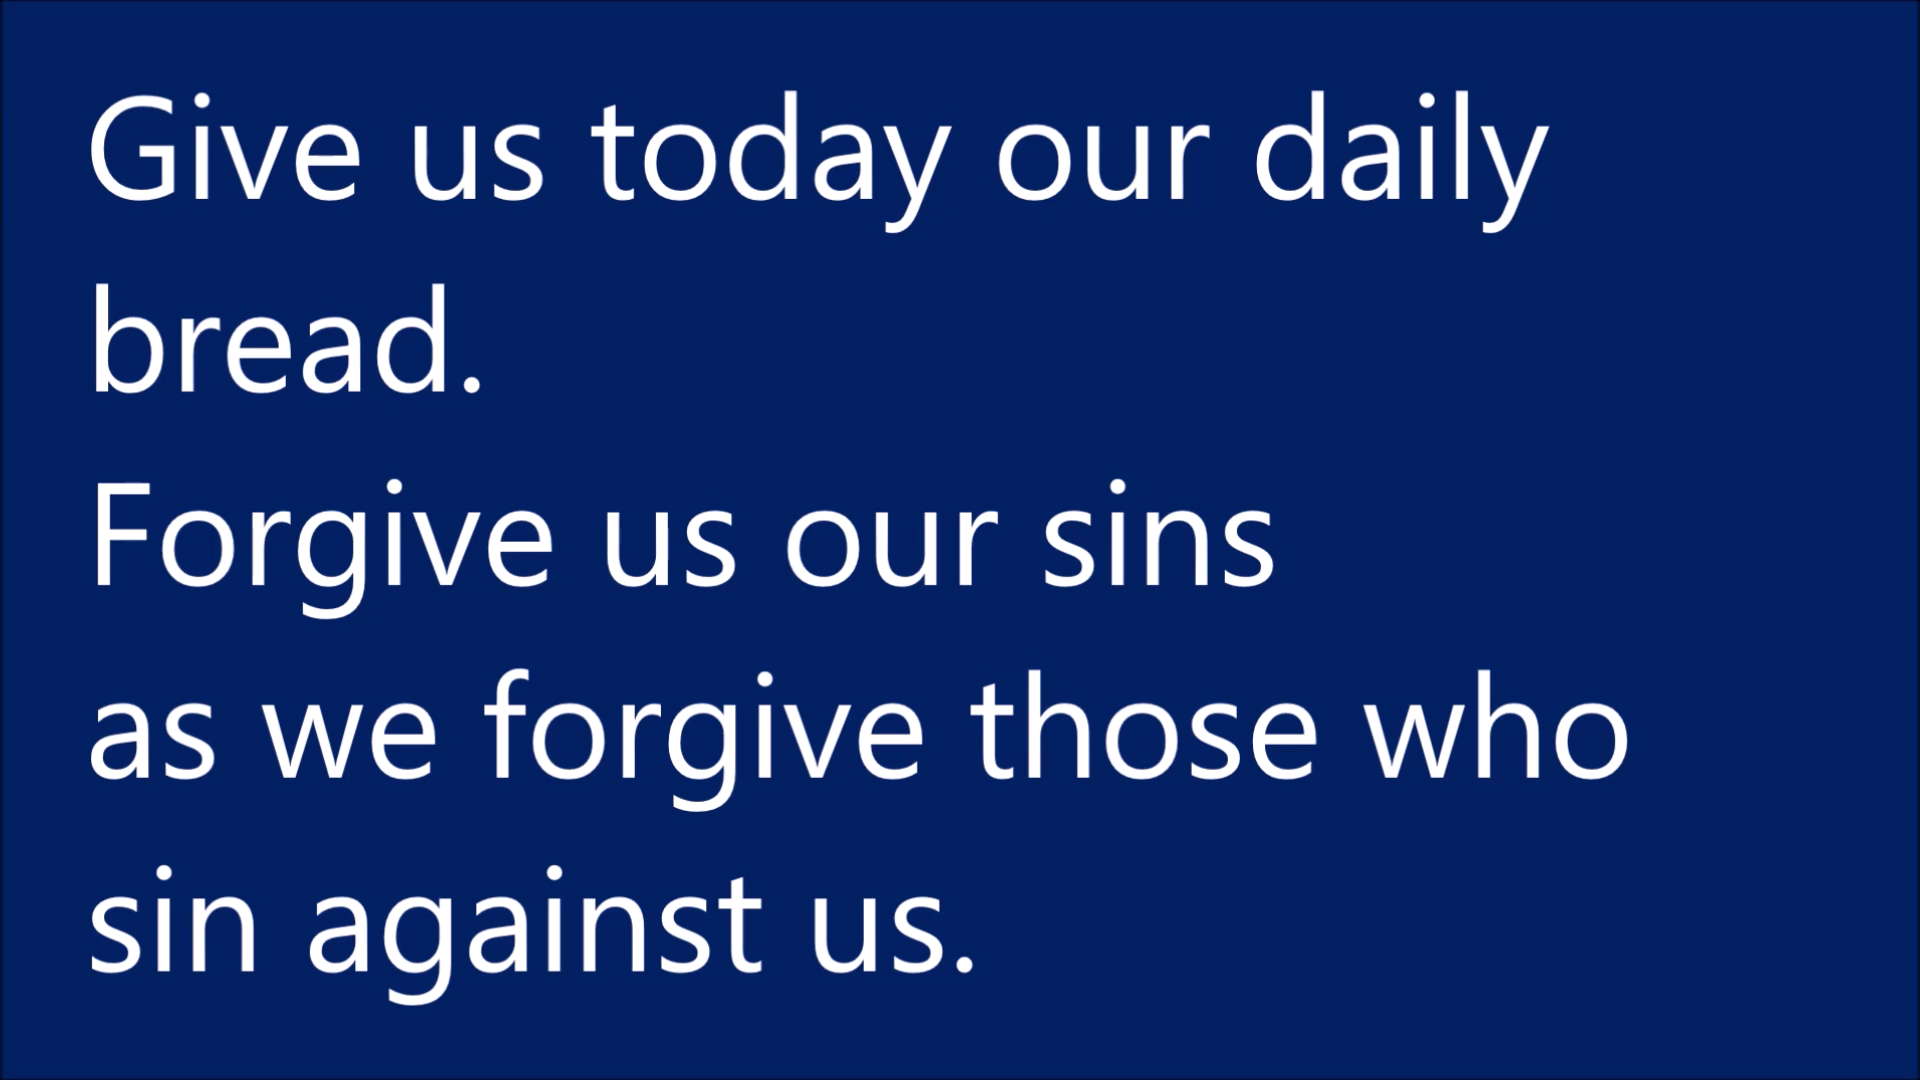 Give us today our daily
bread.
Forgive us our sins
as we forgive those who
sin against us.